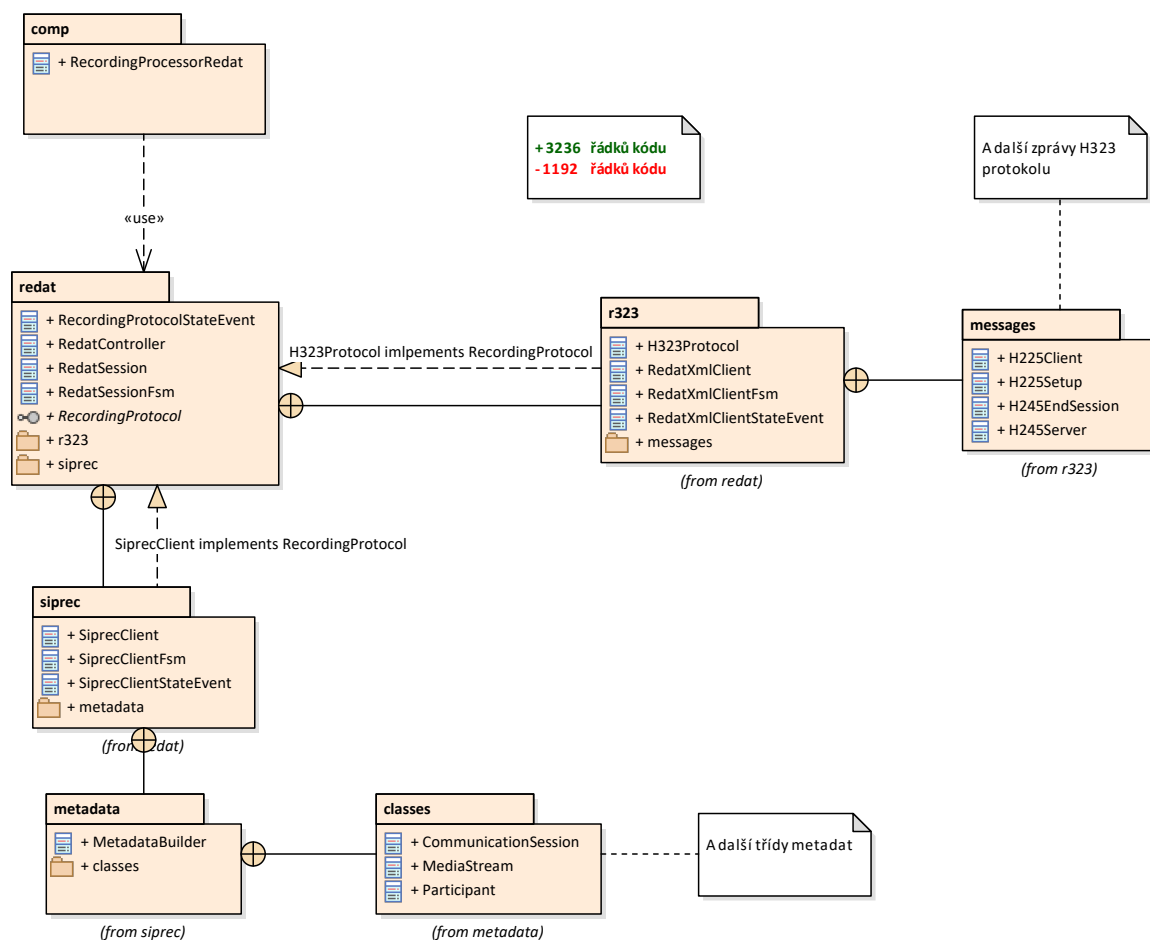 comp
+ RecordingProcessorRedat
+3236 řádků kódu
-1192 řádků kódu
A další zprávy H323
protokolu
«use»
redat
+ RecordingProtocolStateEvent
+ RedatController
+ RedatSession
+ RedatSessionFsm
+ RecordingProtocol
+ r323
+ siprec
H323Protocol imlpements RecordingProtocol
r323
+ H323Protocol
+ RedatXmlClient
+ RedatXmlClientFsm
+ RedatXmlClientStateEvent
+ messages
(from redat)
messages
+ H225Client
+ H225Setup
+ H245EndSession
+ H245Server
(from r323)
SiprecClient implements RecordingProtocol
siprec
+ SiprecClient
+ SiprecClientFsm
+ SiprecClientStateEvent
+ metadata
(from redat)
metadata
+ MetadataBuilder
+ classes
(from siprec)
classes
+ CommunicationSession
+ MediaStream
+ Participant
(from metadata)
A další třídy metadat